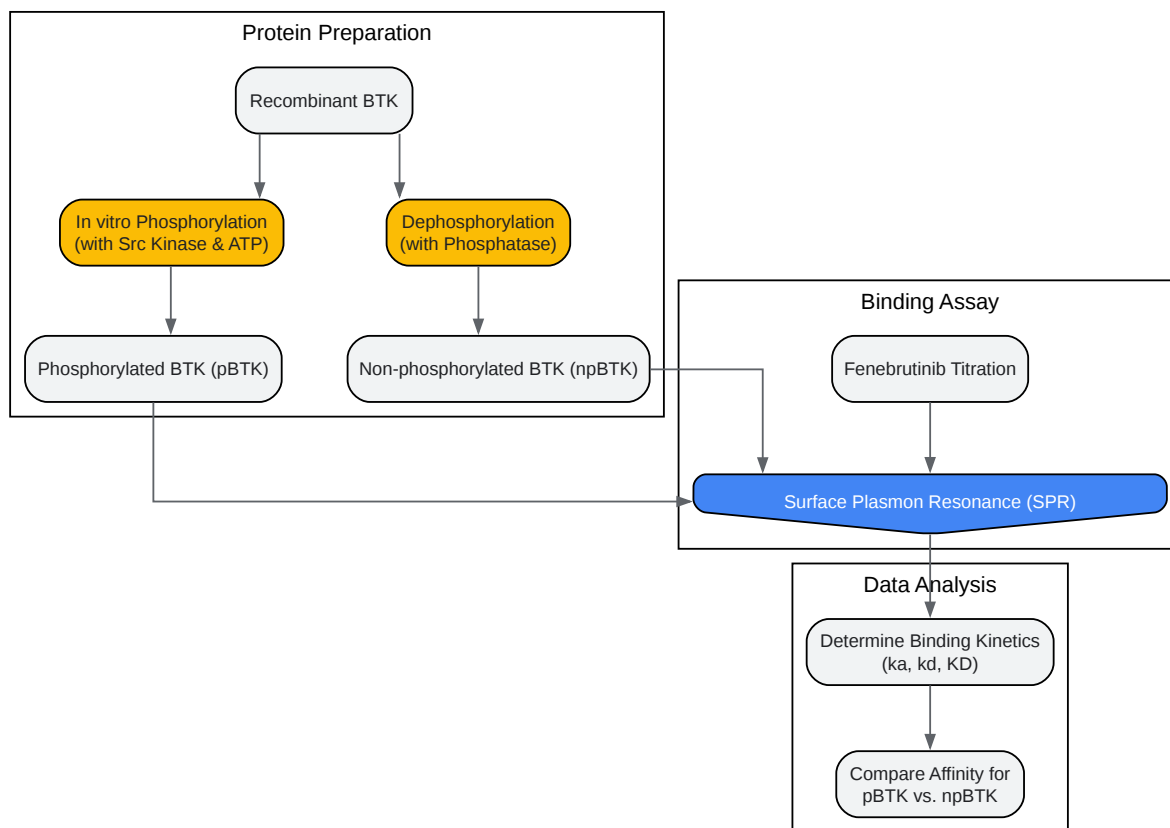 Protein Preparation
Recombinant BTK
In vitro Phosphorylation
(with Src Kinase & ATP)
Dephosphorylation
(with Phosphatase)
Phosphorylated BTK (pBTK)
Non-phosphorylated BTK (npBTK)
Binding Assay
Fenebrutinib Titration
Surface Plasmon Resonance (SPR)
Data Analysis
Determine Binding Kinetics
(ka, kd, KD)
Compare Affinity for
pBTK vs. npBTK